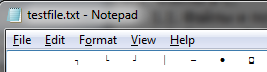 testfile.txt - Notepad
File Edit Format View Help
┐ └ ┘ │ − • ◘